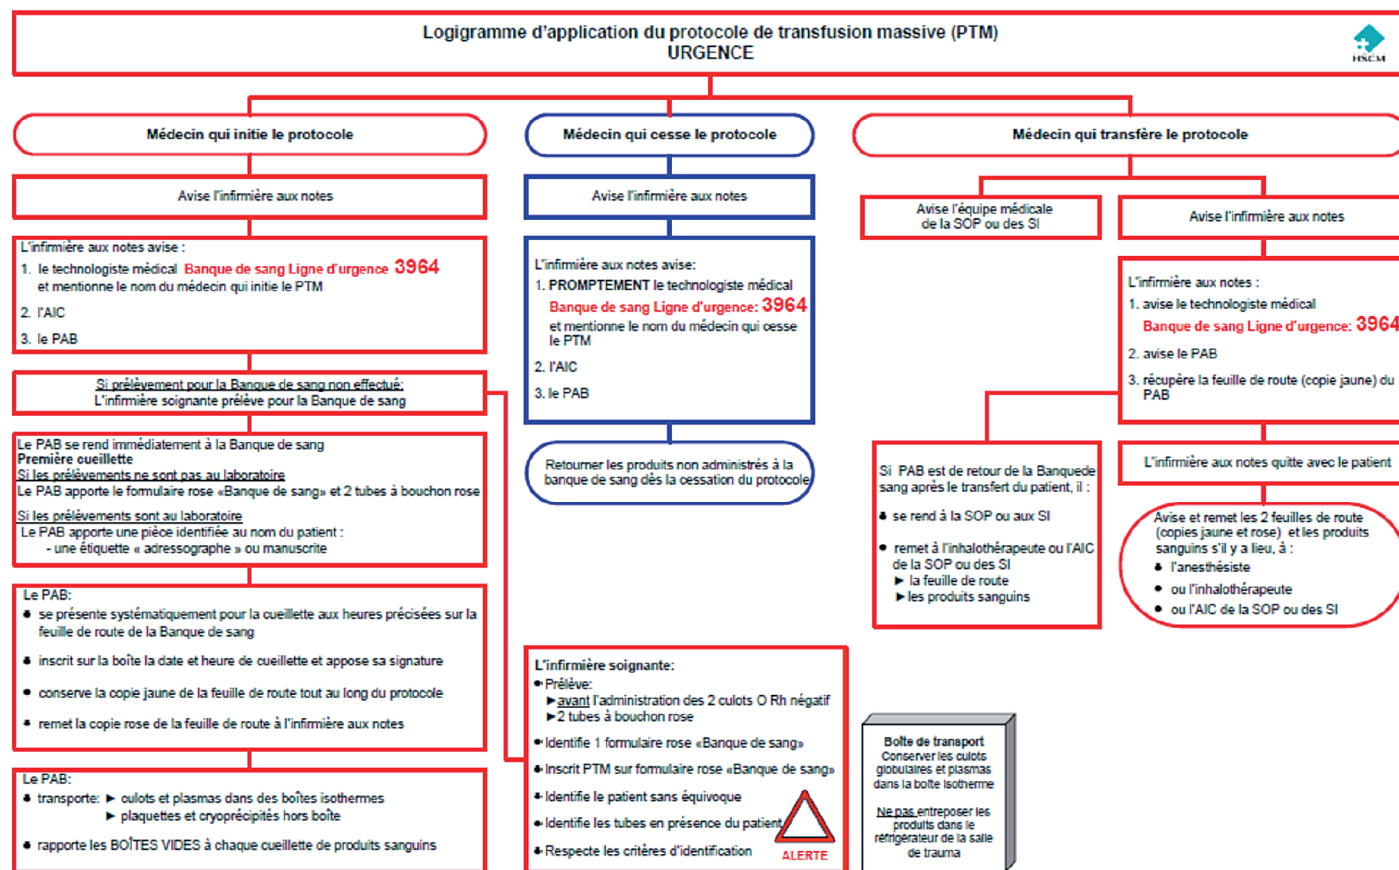 Logigramme d'application du protocole de transfusion massive (PTM)
URGENCE
HSCM
Médecin qui initie le protocole
Avise l'infirmière aux notes
L'infirmière aux notes avise :
1. le technologiste médical Banque de sang Ligne d'urgence 3964
et mentionne le nom du médecin qui initie le PTM
2. l'AIC
3. le PAB
Si prélèvement pour la Banque de sang non effectué:
L'infirmière soignante prélève pour la Banque de sang
Le PAB se rend immédiatement à la Banque de sang
Première cueillette
Si les prélèvements ne sont pas au laboratoire
Le PAB apporte le formulaire rose «Banque de sang» et 2 tubes à bouchon rose
Si les prélèvements sont au laboratoire
Le PAB apporte une pièce identifiée au nom du patient :
- une étiquette « adressographe » ou manuscrite
Le PAB:
• se présente systématiquement pour la cueillette aux heures précisées sur la
feuille de route de la Banque de sang
• inscrit sur la boîte la date et heure de cueillette et appose sa signature
• conserve la copie jaune de la feuille de route tout au long du protocole
• remet la copie rose de la feuille de route à l'infirmière aux notes
Le PAB:
• transporte: ► culots et plasmas dans des boîtes isothermes
► plaquettes et cryoprécipités hors boîte
• rapporte les BOÎTES VIDES à chaque cueillette de produits sanguins
Médecin qui cesse le protocole
Avise l'infirmière aux notes
L'infirmière aux notes avise:
1. PROMPTEMENT le technologiste médical
Banque de sang Ligne d'urgence: 3964
et mentionne le nom du médecin qui cesse
le PTM
2. l'AIC
3. le PAB
Retourner les produits non administrés à la
banque de sang dès la cessation du protocole
L'infirmière soignante:
• Prélève:
► avant l'administration des 2 culots O Rh négatif
► 2 tubes à bouchon rose
• Identifie 1 formulaire rose «Banque de sang»
• Inscrit PTM sur formulaire rose «Banque de sang»
• Identifie le patient sans équivoque
• Identifie les tubes en présence du patient
• Respecte les critères d'identification
ALERTE
Médecin qui transfère le protocole
Avise l'équipe médicale
de la SOP ou des SI
Avise l'infirmière aux notes
L'infirmière aux notes :
1. avise le technologiste médical
Banque de sang Ligne d'urgence: 3964
2. avise le PAB
3. récupère la feuille de route (copie jaune) du
PAB
Si PAB est de retour de la Banquede
sang après le transfert du patient, il :
• se rend à la SOP ou aux SI
• remet à l'inhalothérapeute ou l'AIC
de la SOP ou des SI
► la feuille de route
► les produits sanguins
L'infirmière aux notes quitte avec le patient
Avise et remet les 2 feuilles de route
(copies jaune et rose) et les produits
sanguins s'il y a lieu, à :
• l'anesthésiste
• ou l'inhalothérapeute
• ou l'AIC de la SOP ou des SI
Boîte de transport
Conserver les culots
globulaires et plasmas
dans la boîte isotherme
Ne pas entreposer les
produits dans le
réfrigérateur de la salle
de trauma